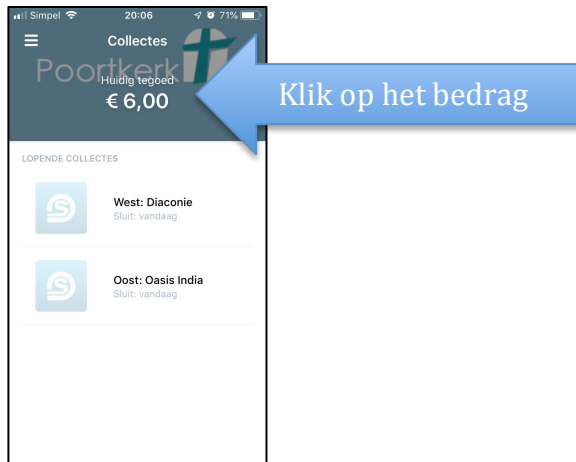 Simpel 20:06 71%
Collectes
Poortkerk
Huidig tegoed
€ 6,00
Klik op het bedrag
LOPENDE COLLECTES
West: Diaconie
Sluit: vandaag
Oost: Oasis India
Sluit: vandaag